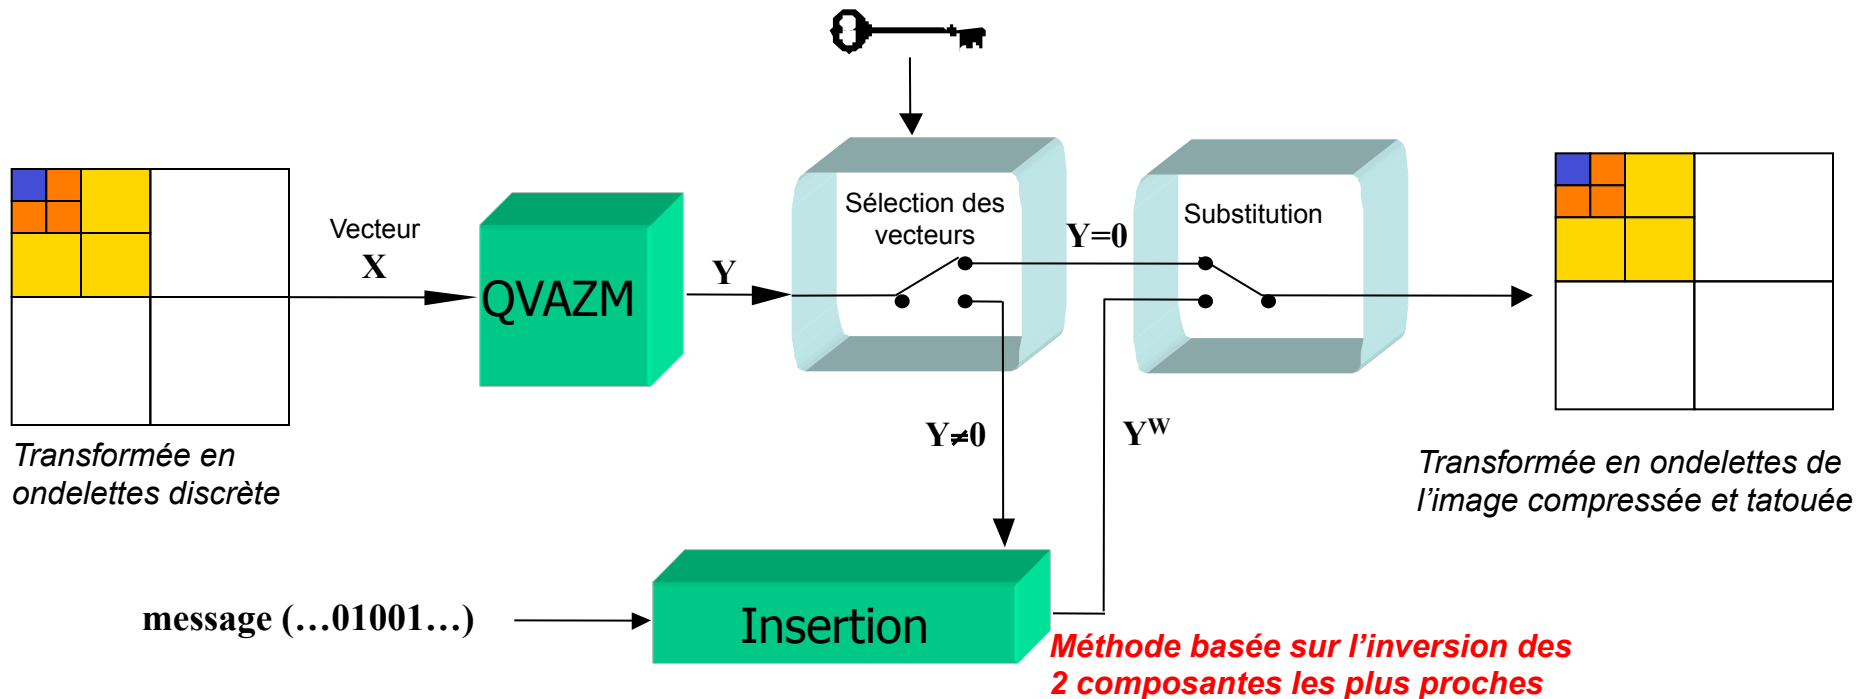 Sélection des
vecteurs
Substitution
Vecteur
X
QVAZM
Y
Y=0
Y≠0
Y^W
Transformée en
ondelettes discrète
Transformée en ondelettes de
l’image compressée et tatouée
message (…01001…)
Insertion
Méthode basée sur l’inversion des
2 composantes les plus proches